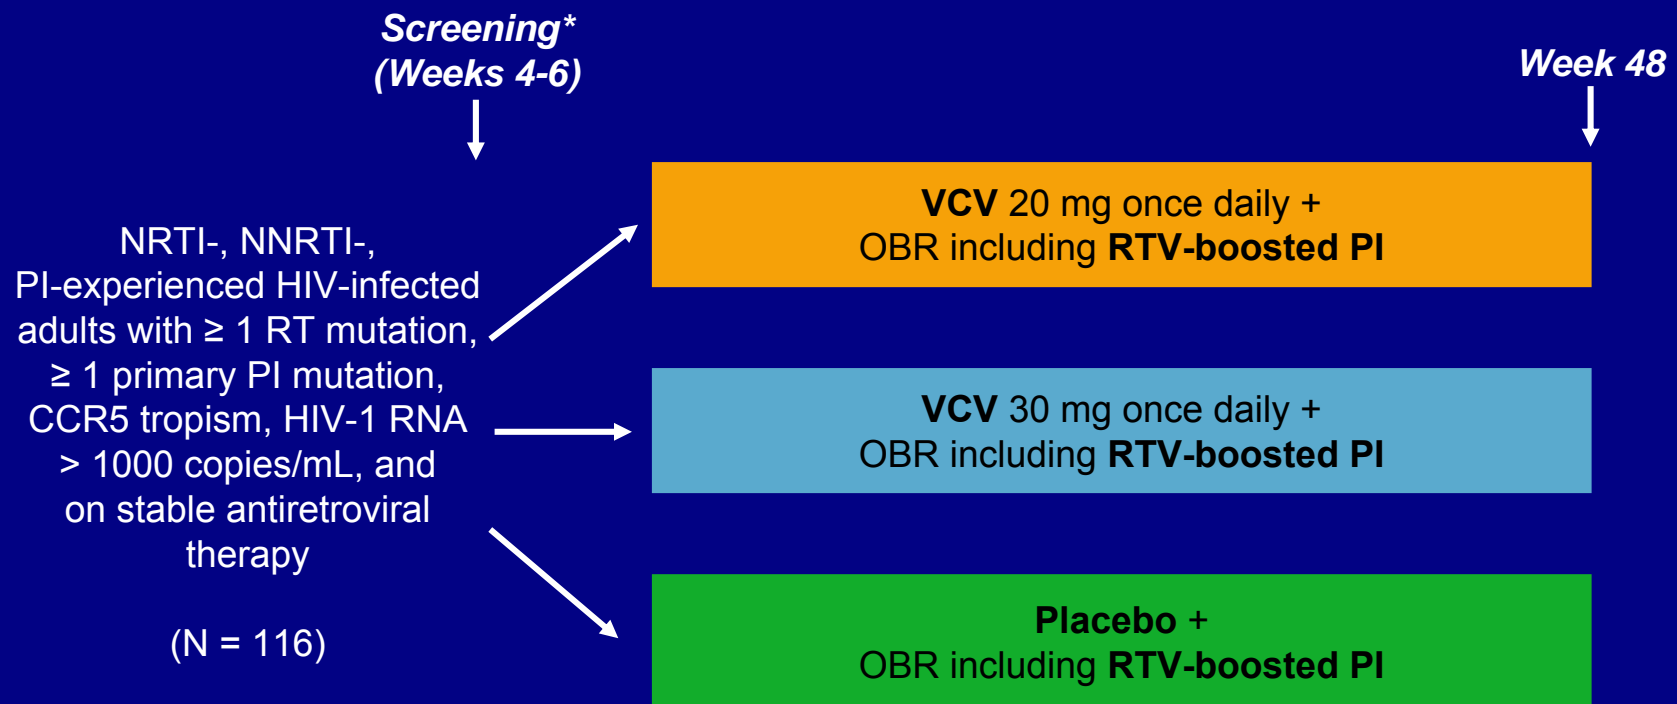 Screening*
(Weeks 4-6)
Week 48
NRTI-, NNRTI-,
PI-experienced HIV-infected
adults with ≥ 1 RT mutation,
≥ 1 primary PI mutation,
CCR5 tropism, HIV-1 RNA
> 1000 copies/mL, and
on stable antiretroviral
therapy
(N = 116)
VCV 20 mg once daily +
OBR including RTV-boosted PI
VCV 30 mg once daily +
OBR including RTV-boosted PI
Placebo +
OBR including RTV-boosted PI